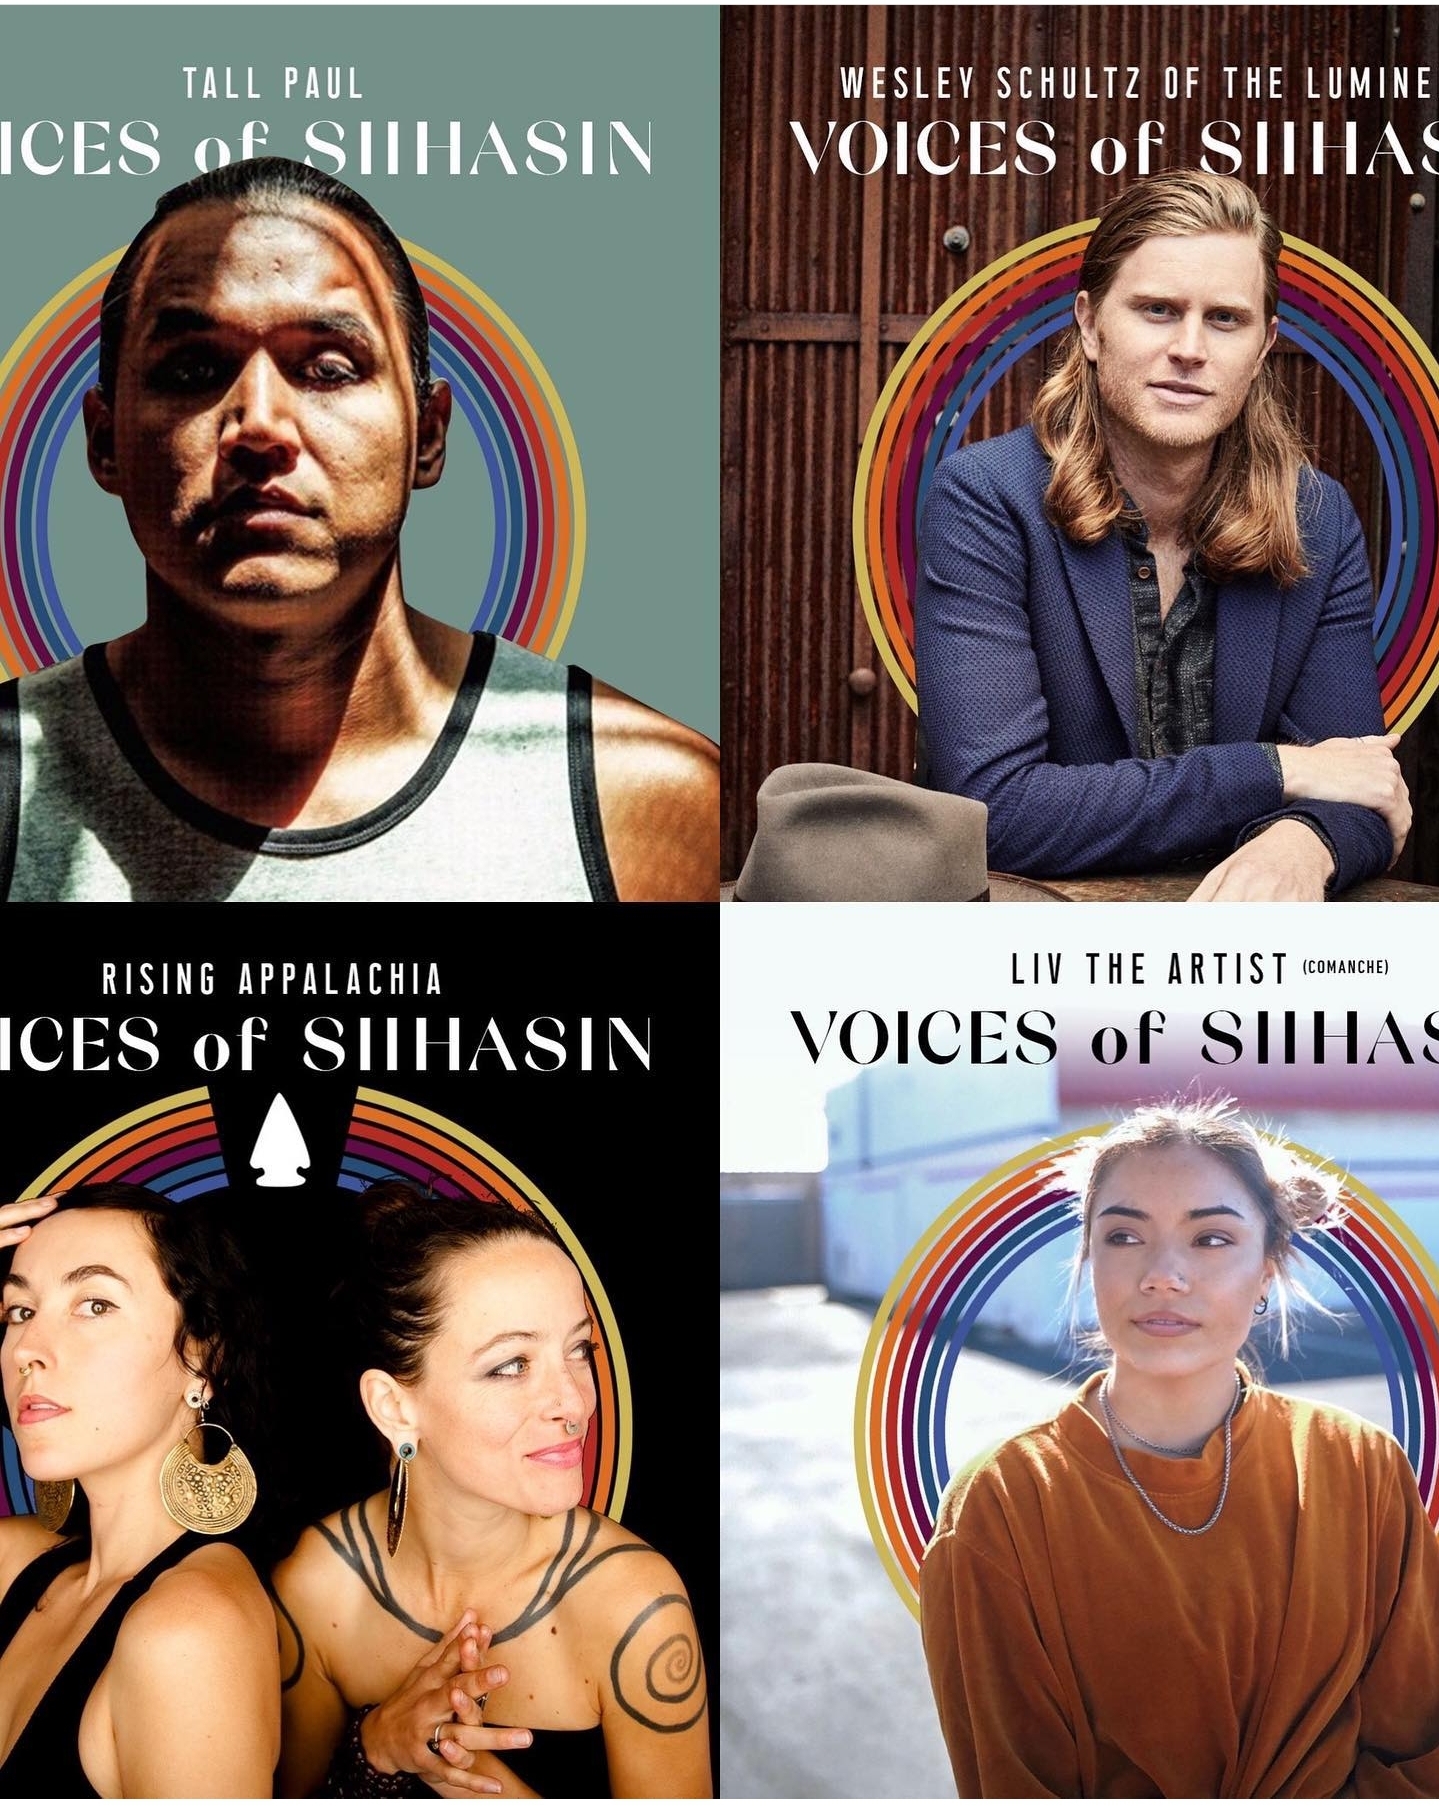 TALL PAUL
ICES of SIIHASIN
WESLEY SCHULTZ OF THE LUMINE
VOICES of SIIHAS
RISING APPALACHIA
ICES of SIIHASIN
LIV THE ARTIST (COMANCHE)
VOICES of SIIHAS